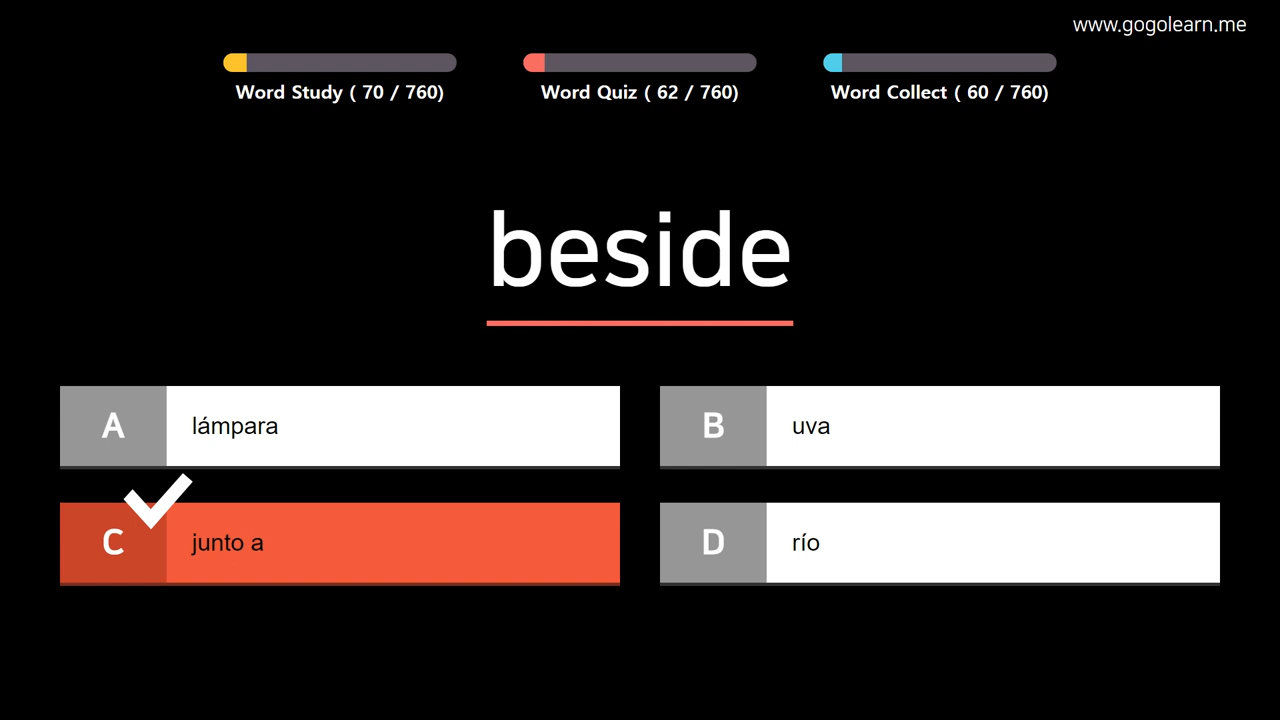 www.gogolearn.me
Word Study ( 70 / 760)
Word Quiz ( 62 / 760)
Word Collect ( 60 / 760)
beside
A lámpara
B uva
C junto a
D río